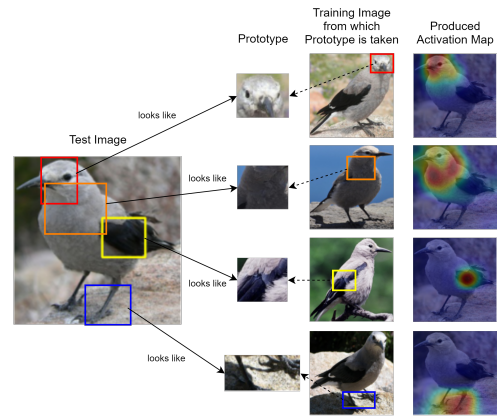 Prototype
Training Image
from which
Prototype is taken
Produced
Activation Map
Test Image
looks like
looks like
looks like
looks like